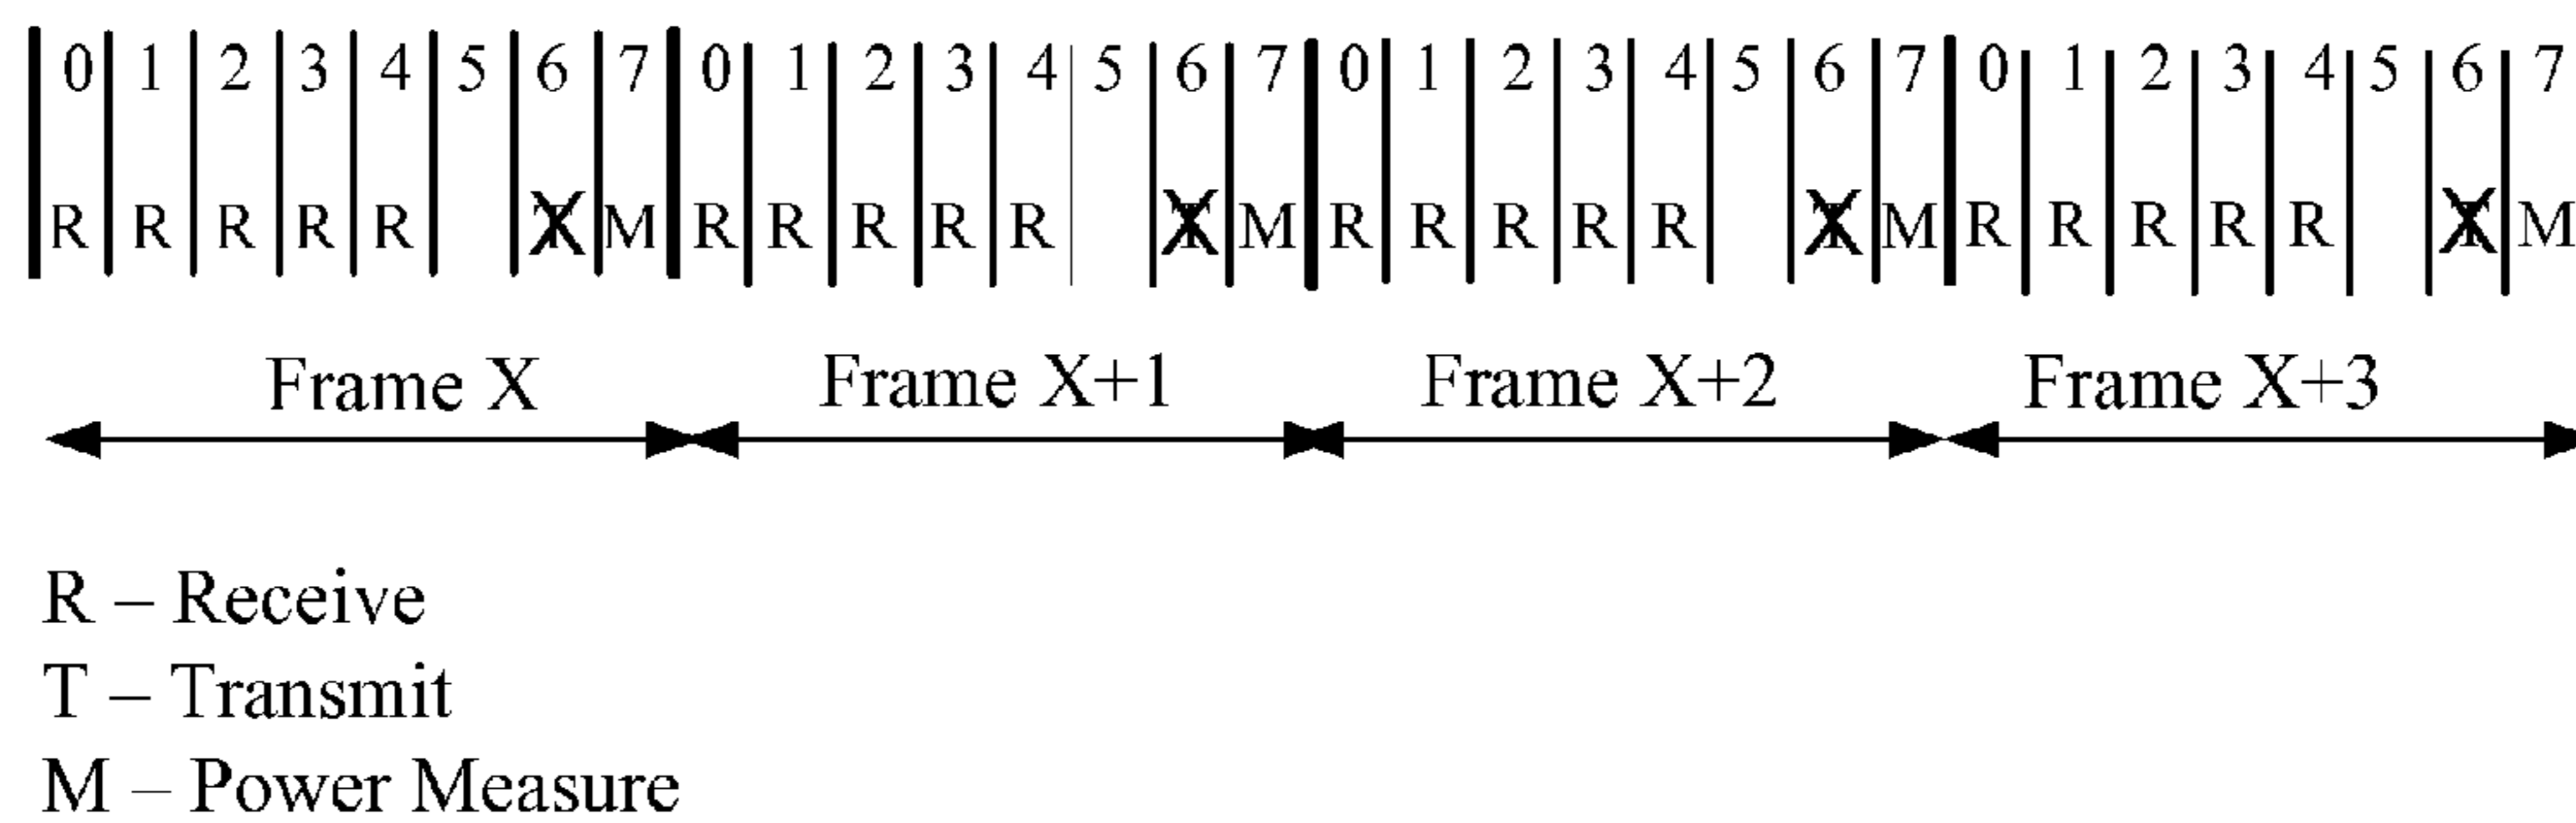 0 1 2 3 4 5 6 7 0 1 2 3 4 5 6 7 0 1 2 3 4 5 6 7 0 1 2 3 4 5 6 7
R R R R R T M R R R R R T M R R R R R T M R R R R R T M
Frame X Frame X+1 Frame X+2 Frame X+3
R – Receive
T – Transmit
M – Power Measure